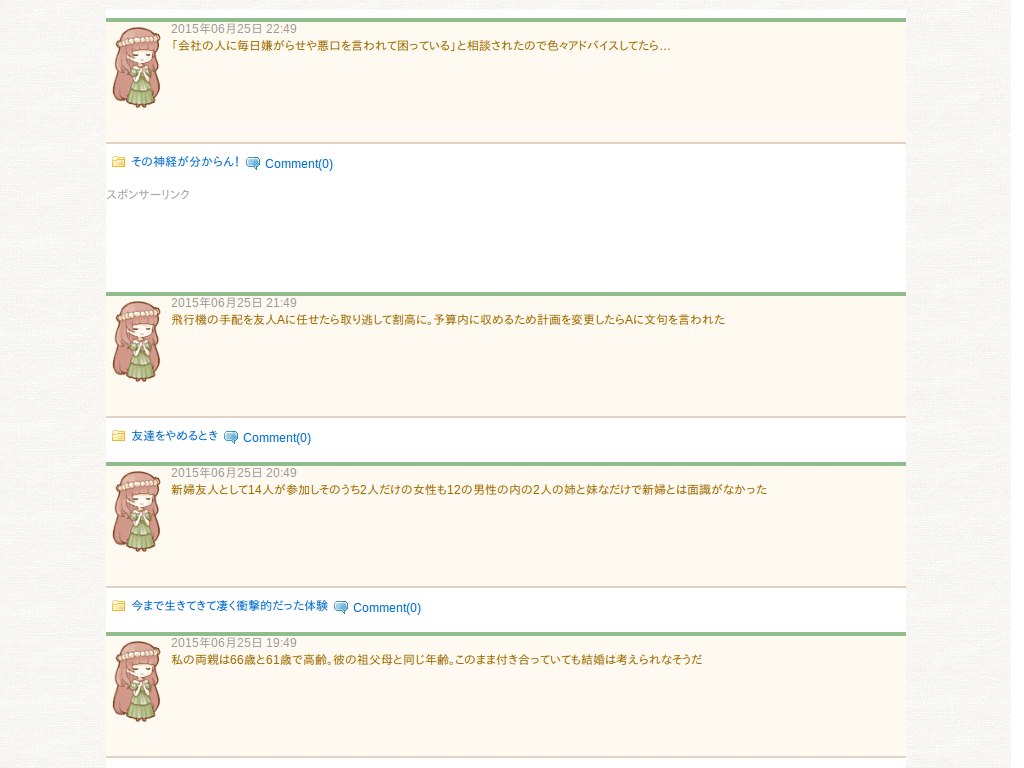 2015年06月25日 22:49
「会社の人に毎日嫌がらせや悪口を言われて困っている」と相談されたので色々アドバイスしてたら…
その神経が分からん！ Comment(0)
スポンサーリンク
2015年06月25日 21:49
飛行機の手配を友人Aに任せたら取り逃して割高に。予算内に収めるため計画を変更したらAに文句を言われた
友達をやめるとき Comment(0)
2015年06月25日 20:49
新婦友人として14人が参加しそのうち2人だけの女性も12の男性の内の2人の姉と妹なだけで新婦とは面識がなかった
今まで生きてきて凄く衝撃的だった体験 Comment(0)
2015年06月25日 19:49
私の両親は66歳と61歳で高齢。彼の祖父母と同じ年齢。このまま付き合っていても結婚は考えられなそうだ